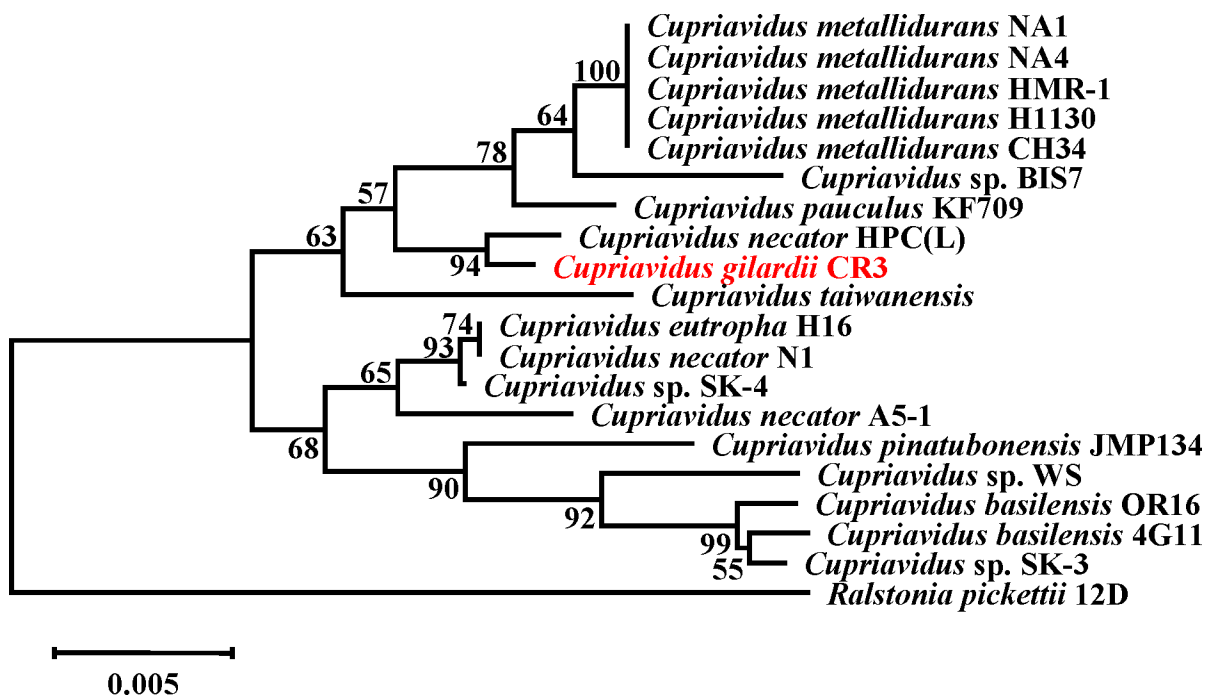 Cupriavidus metallidurans NA1
Cupriavidus metallidurans NA4
100
Cupriavidus metallidurans HMR-1
64
Cupriavidus metallidurans H1130
78
Cupriavidus metallidurans CH34
Cupriavidus sp. BIS7
57
Cupriavidus pauculus KF709
63
Cupriavidus necator HPC(L)
94
Cupriavidus gilardii CR3
Cupriavidus taiwanensis
74
Cupriavidus eutropha H16
93
Cupriavidus necator N1
65
Cupriavidus sp. SK-4
Cupriavidus necator A5-1
68
Cupriavidus pinatubonensis JMP134
90
Cupriavidus sp. WS
92
Cupriavidus basilensis OR16
99
Cupriavidus basilensis 4G11
55
Cupriavidus sp. SK-3
Ralstonia pickettii 12D
0.005